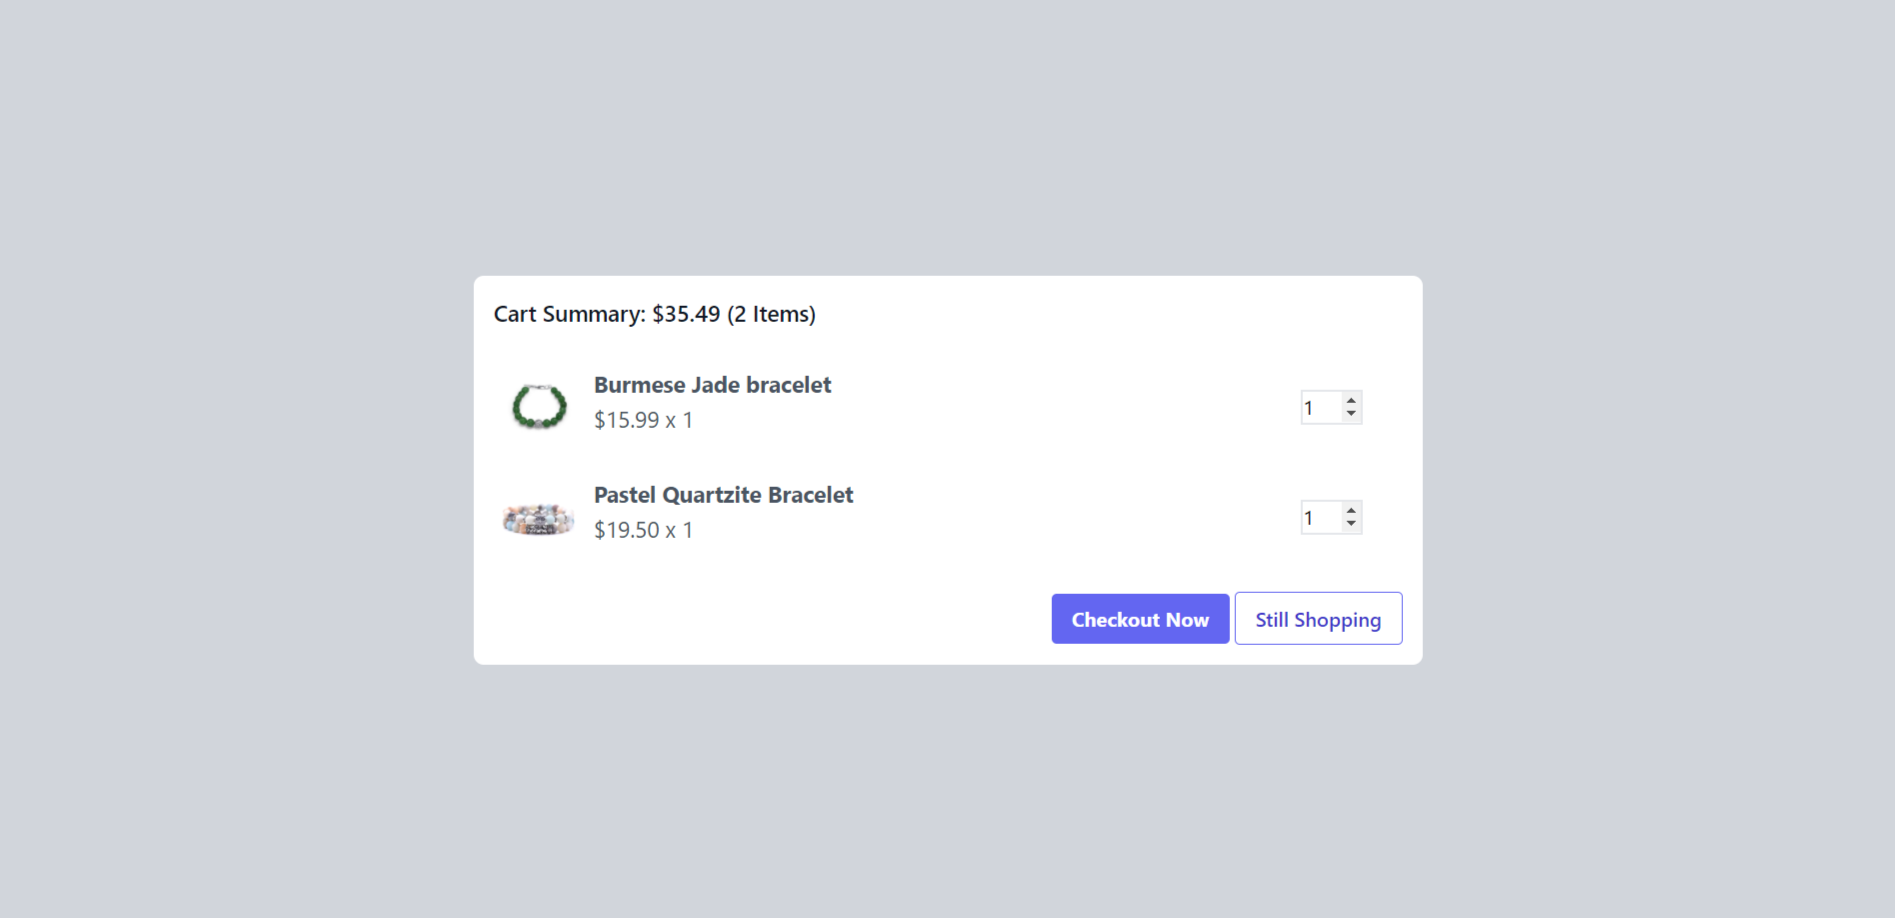 Cart Summary: $35.49 (2 Items)
Burmese Jade bracelet
$15.99 x 1
1
Pastel Quartzite Bracelet
$19.50 x 1
1
Checkout Now
Still Shopping